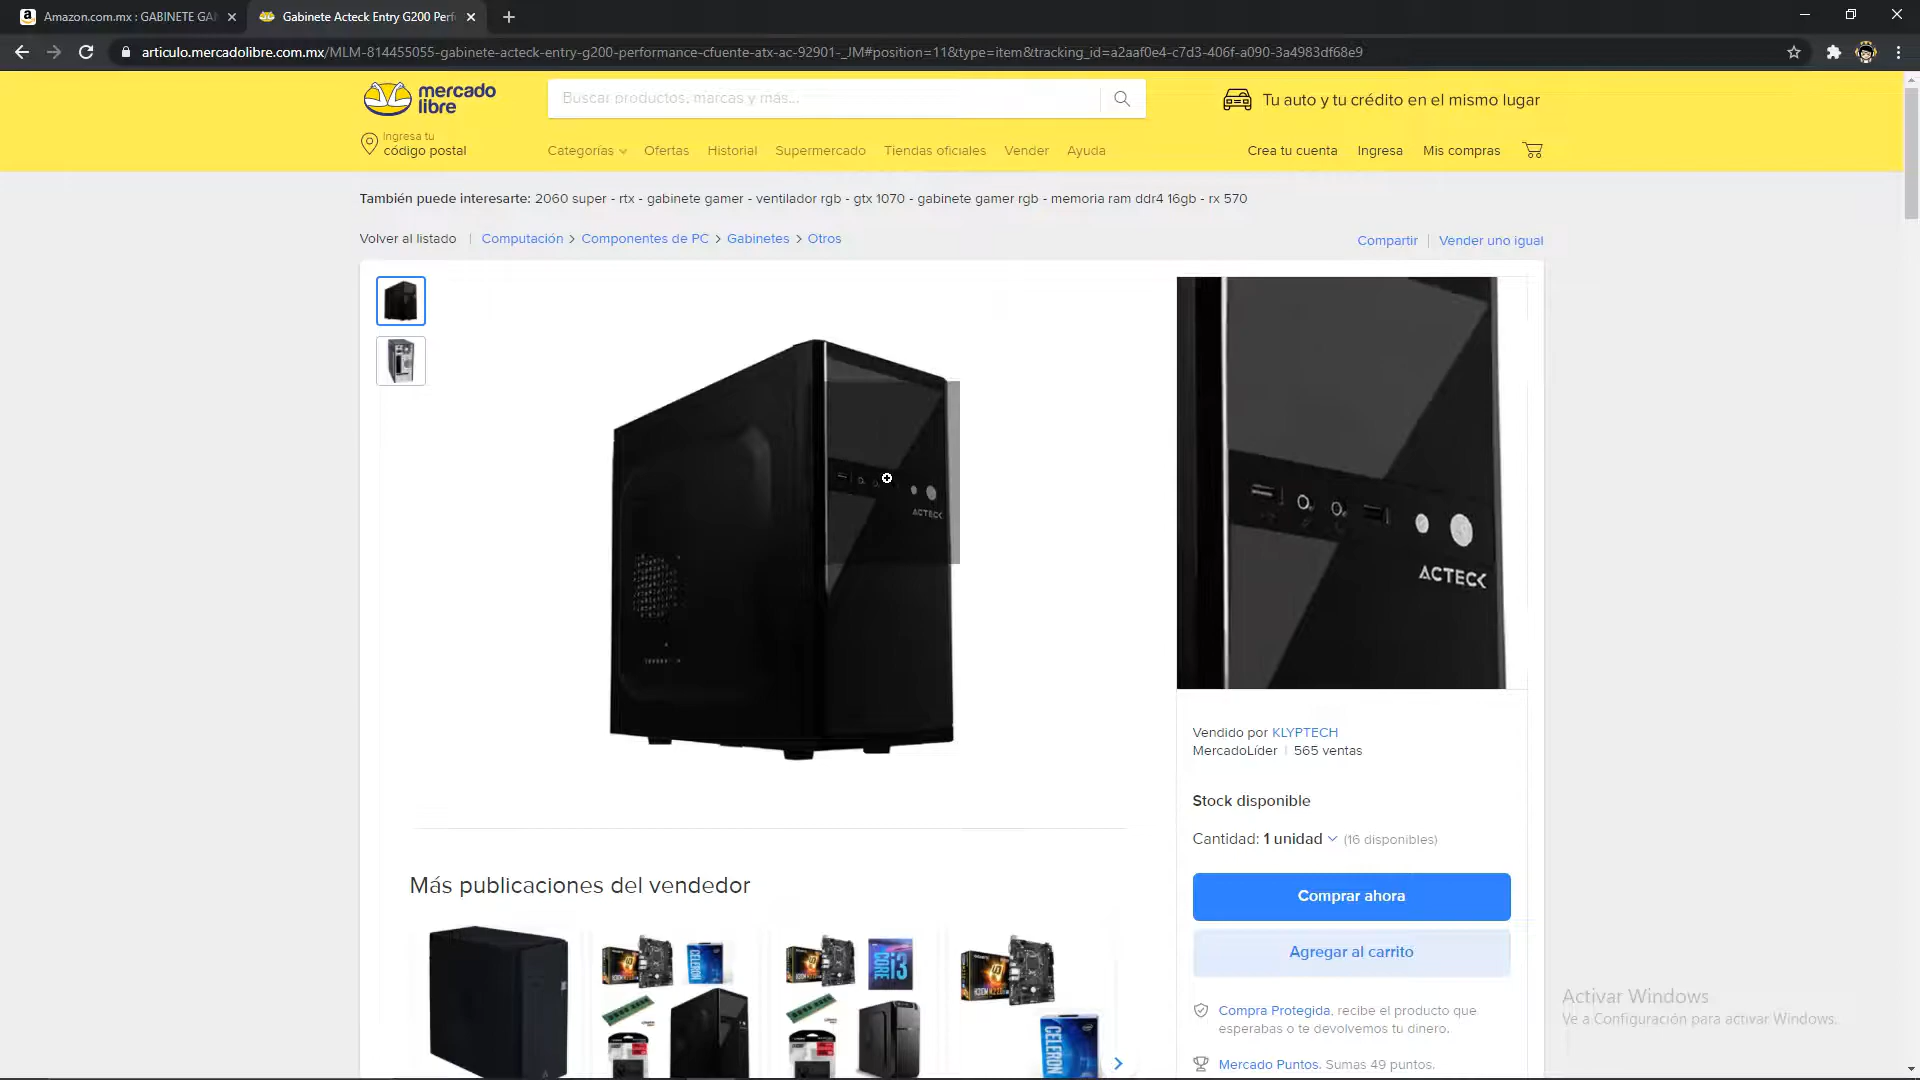 Amazon.com.mx : GABINETE GA
Gabinete Acteck Entry G200 Perf
articulo.mercadolibre.com.mx/MLM-814455055-gabinete-acteck-entry-g200-performance-cfuente-atx-ac-92901-_JM#position=11&type=item&tracking_id=a2aaf0e4-c7d3-406f-a090-3a4983df68e9
mercado
libre
Buscar productos, marcas y más...
Tu auto y tu crédito en el mismo lugar
Ingresa tu
código postal
Categorías Ofertas Historial Supermercado Tiendas oficiales Vender Ayuda
Crea tu cuenta Ingresa Mis compras
También puede interesarte: 2060 super - rtx - gabinete gamer - ventilador rgb - gtx 1070 - gabinete gamer rgb - memoria ram ddr4 16gb - rx 570
Volver al listado | Computación > Componentes de PC > Gabinetes > Otros
Compartir | Vender uno igual
ACTECK
ACTECK
Vendido por KLYPTECH
MercadoLíder | 565 ventas
Stock disponible
Cantidad: 1 unidad (16 disponibles)
Comprar ahora
Agregar al carrito
Compra Protegida, recibe el producto que
esperabas o te devolvemos tu dinero.
Mercado Puntos. Sumas 49 puntos.
Más publicaciones del vendedor
CELERON
CORE i3
CELERON
Activar Windows
Ve a Configuración para activar Windows.